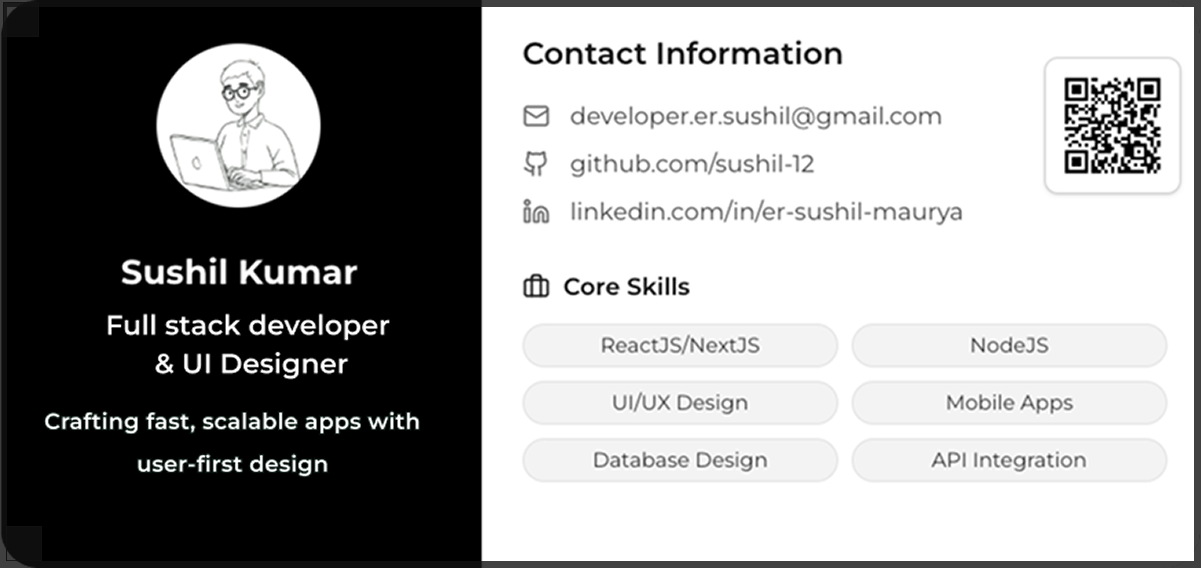 Sushil Kumar
Full stack developer
& UI Designer
Crafting fast, scalable apps with
user-first design
Contact Information
developer.er.sushil@gmail.com
github.com/sushil-12
linkedin.com/in/er-sushil-maurya
Core Skills
ReactJS/NextJS
NodeJS
UI/UX Design
Mobile Apps
Database Design
API Integration